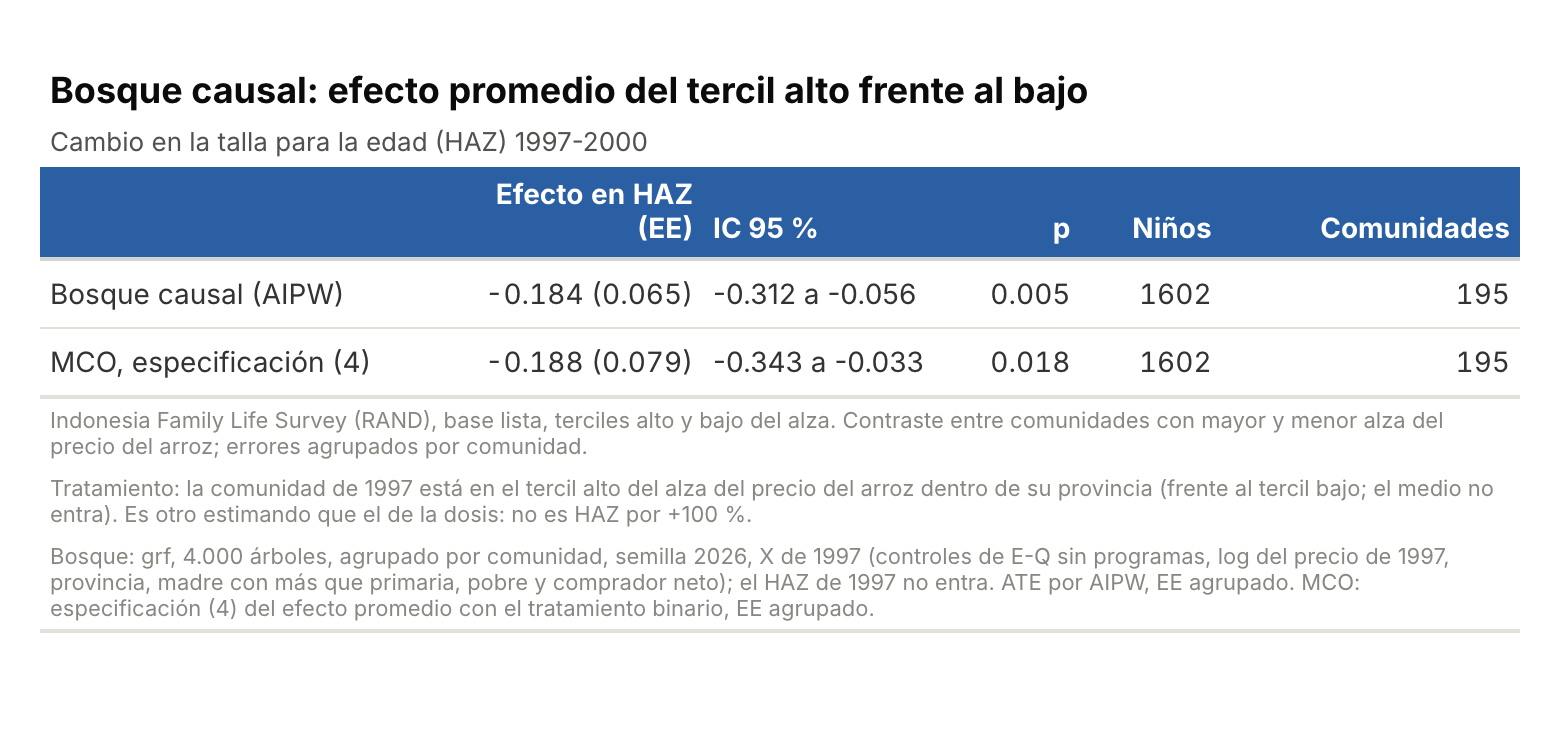 Bosque causal: efecto promedio del tercil alto frente al bajo
Cambio en la talla para la edad (HAZ) 1997-2000
Efecto en HAZ
(EE) IC 95 % p Niños Comunidades
Bosque causal (AIPW) -0.184 (0.065) -0.312 a -0.056 0.005 1602 195
MCO, especificación (4) -0.188 (0.079) -0.343 a -0.033 0.018 1602 195
Indonesia Family Life Survey (RAND), base lista, terciles alto y bajo del alza. Contraste entre comunidades con mayor y menor alza del
precio del arroz; errores agrupados por comunidad.
Tratamiento: la comunidad de 1997 está en el tercil alto del alza del precio del arroz dentro de su provincia (frente al tercil bajo; el medio no
entra). Es otro estimando que el de la dosis: no es HAZ por +100 %.
Bosque: grf, 4.000 árboles, agrupado por comunidad, semilla 2026, X de 1997 (controles de E-Q sin programas, log del precio de 1997,
provincia, madre con más que primaria, pobre y comprador neto); el HAZ de 1997 no entra. ATE por AIPW, EE agrupado. MCO:
especificación (4) del efecto promedio con el tratamiento binario, EE agrupado.